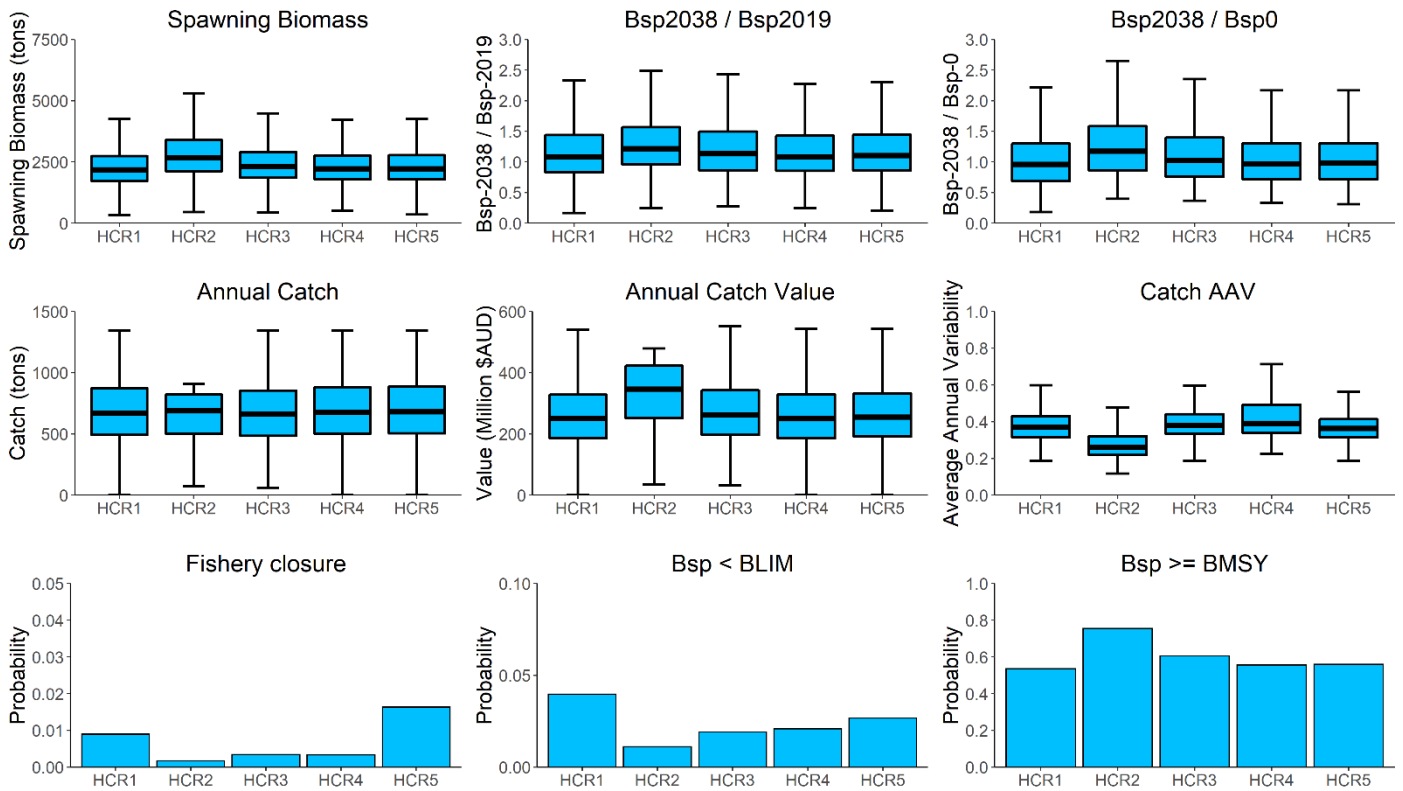 Spawning Biomass
Spawning Biomass (tons)
7500
5000
2500
0
HCR1 HCR2 HCR3 HCR4 HCR5
Bsp2038 / Bsp2019
Bsp-2038 / Bsp-2019
3.0
2.5
2.0
1.5
1.0
0.5
0.0
HCR1 HCR2 HCR3 HCR4 HCR5
Bsp2038 / Bsp0
Bsp-2038 / Bsp-0
3.0
2.5
2.0
1.5
1.0
0.5
0.0
HCR1 HCR2 HCR3 HCR4 HCR5
Annual Catch
Catch (tons)
1500
1000
500
0
HCR1 HCR2 HCR3 HCR4 HCR5
Annual Catch Value
Value (Million $AUD)
600
400
200
0
HCR1 HCR2 HCR3 HCR4 HCR5
Catch AAV
Average Annual Variability
1.0
0.8
0.6
0.4
0.2
0.0
HCR1 HCR2 HCR3 HCR4 HCR5
Fishery closure
Probability
0.05
0.04
0.03
0.02
0.01
0.00
HCR1 HCR2 HCR3 HCR4 HCR5
Bsp < BLIM
Probability
0.10
0.05
0.00
HCR1 HCR2 HCR3 HCR4 HCR5
Bsp >= BMSY
Probability
1.0
0.8
0.6
0.4
0.2
0.0
HCR1 HCR2 HCR3 HCR4 HCR5